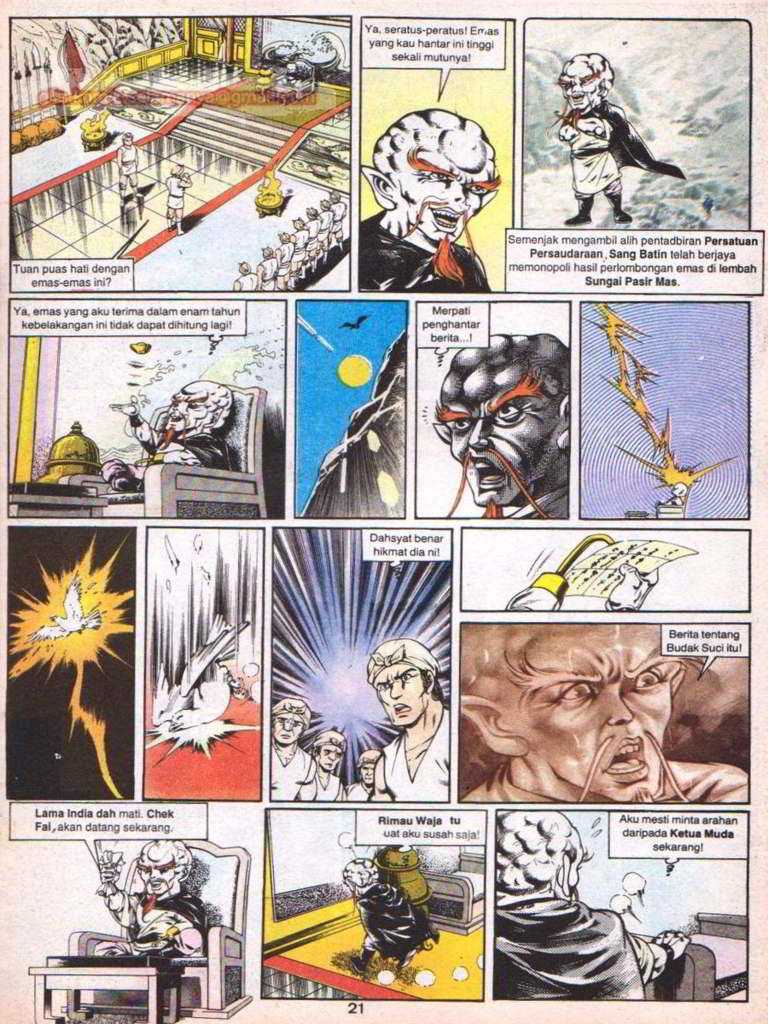 Tuan puas hati dengan
emas-emas ini?
Ya, seratus-peratus! Emas
yang kau hantar ini tinggi
sekali mutunya!
Semenjak mengambil alih pentadbiran Persatuan
Persaudaraan, Sang Batin telah berjaya
memonopoli hasil perlombongan emas di lembah
Sungai Pasir Mas.
Ya, emas yang aku terima dalam enam tahun
kebelakangan ini tidak dapat dihitung lagi!
Merpati
penghantar
berita...!
Dahsyat benar
hikmat dia ni!
Berita tentang
Budak Suci itu!
Lama India dah mati. Chek
Fai, akan datang sekarang.
Rimau Waja tu
uat aku susah saja!
Aku mesti minta arahan
daripada Ketua Muda
sekarang!
21